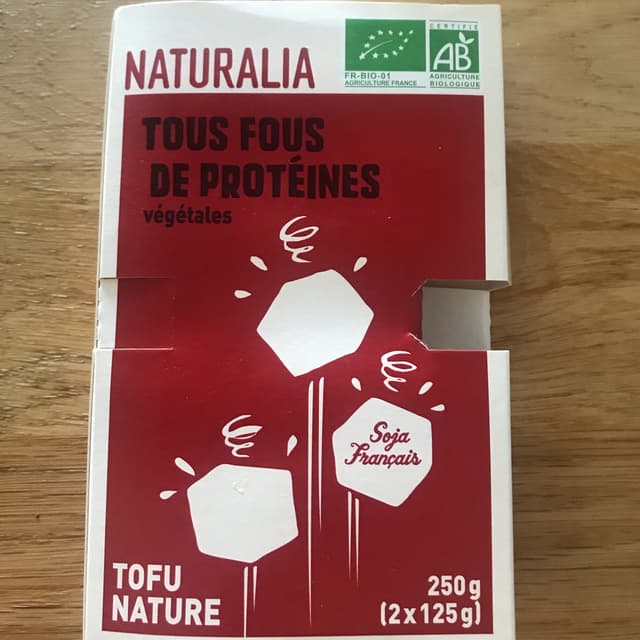 NATURALIA
FR-BIO-01
AGRICULTURE FRANCE
CERTIFIÉ
AB
AGRICULTURE
BIOLOGIQUE
TOUS FOUS
DE PROTÉINES
végétales
Soja
Français
TOFU
NATURE
250g
(2x125g)